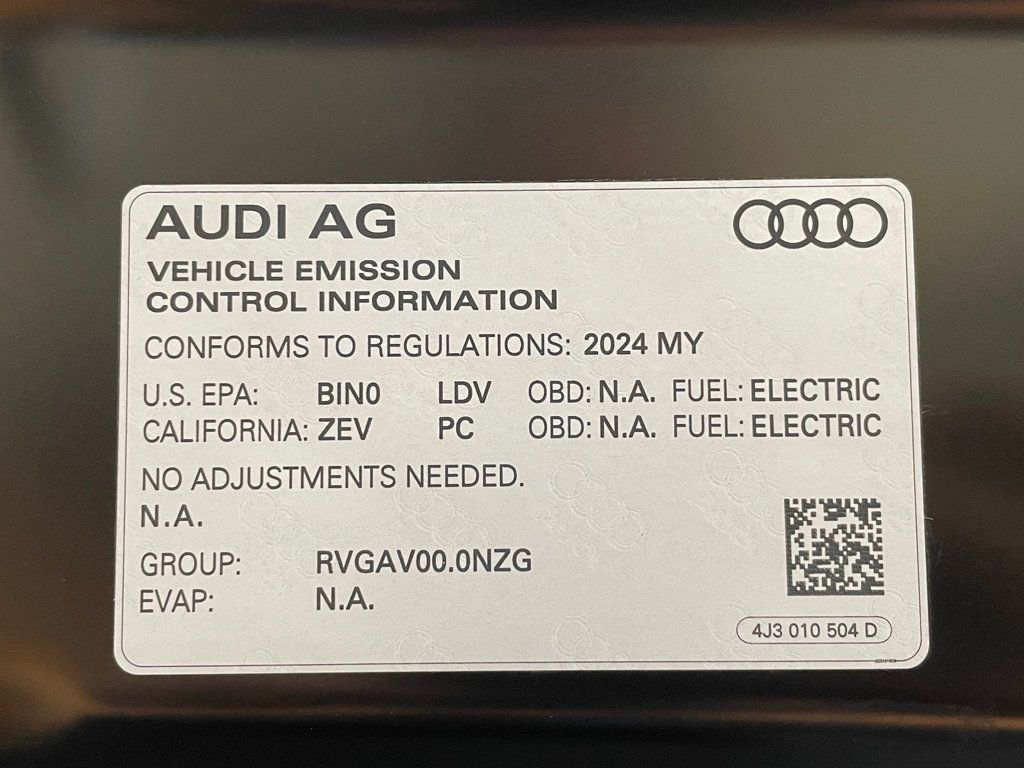 AUDI AG
VEHICLE EMISSION
CONTROL INFORMATION
CONFORMS TO REGULATIONS: 2024 MY
U.S. EPA: BIN0 LDV OBD: N.A. FUEL: ELECTRIC
CALIFORNIA: ZEV PC OBD: N.A. FUEL: ELECTRIC
NO ADJUSTMENTS NEEDED.
N.A.
GROUP: RVGAV00.0NZG
EVAP: N.A.
4J3 010 504 D